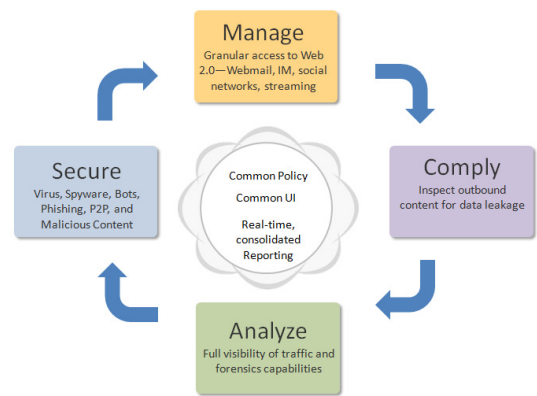 Manage
Granular access to Web
2.0—Webmail, IM, social
networks, streaming
Secure
Virus, Spyware, Bots,
Phishing, P2P, and
Malicious Content
Common Policy
Common UI
Real-time,
consolidated
Reporting
Comply
Inspect outbound
content for data leakage
Analyze
Full visibility of traffic and
forensics capabilities